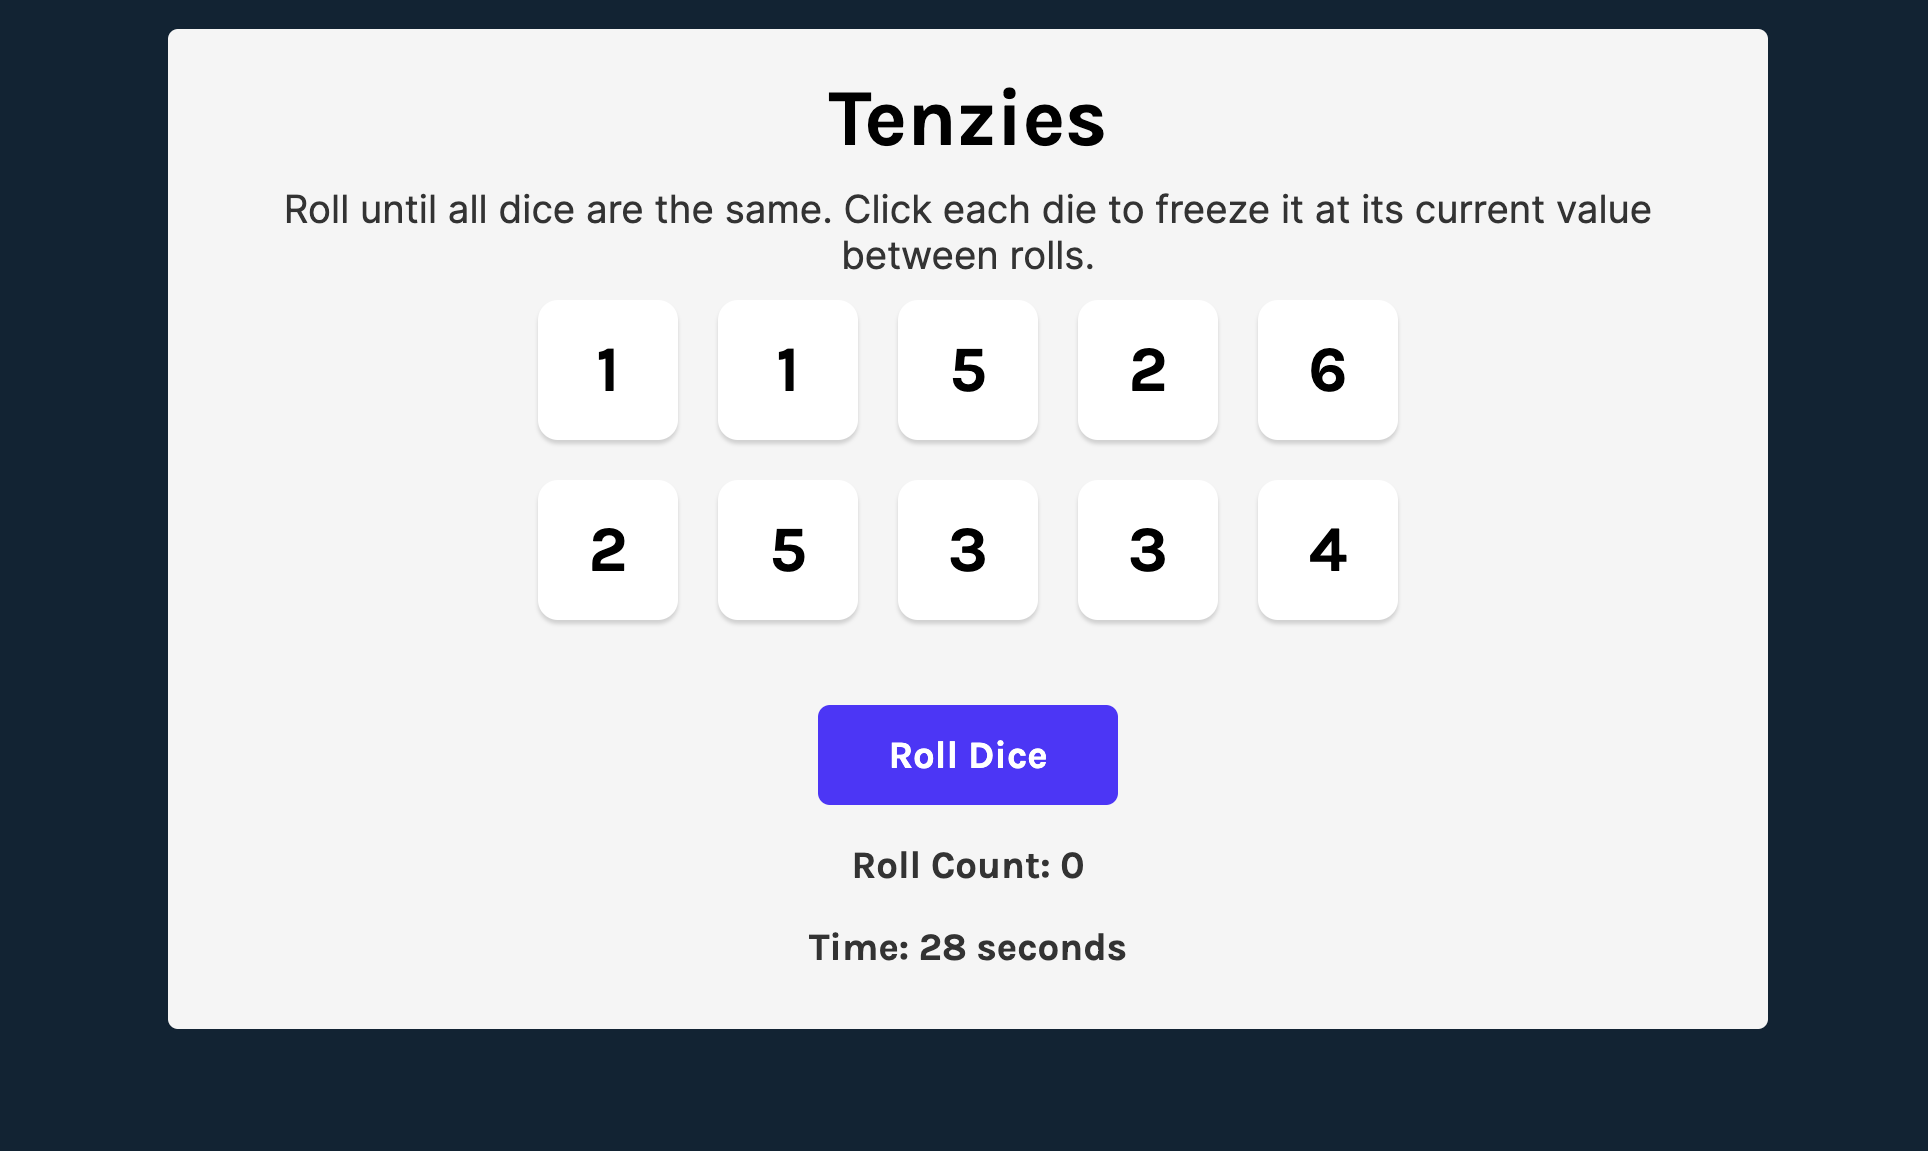 Tenzies
Roll until all dice are the same. Click each die to freeze it at its current value
between rolls.
1 1 5 2 6
2 5 3 3 4
Roll Dice
Roll Count: 0
Time: 28 seconds